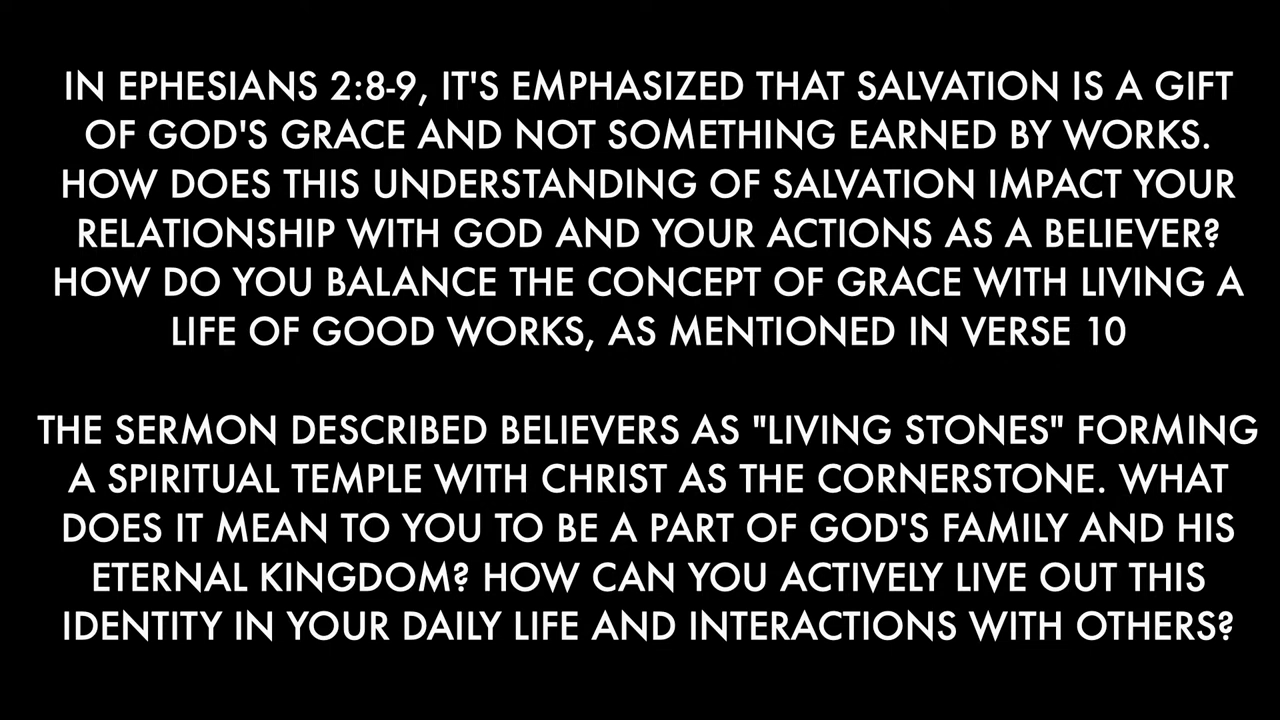 IN EPHESIANS 2:8-9, IT'S EMPHASIZED THAT SALVATION IS A GIFT
OF GOD'S GRACE AND NOT SOMETHING EARNED BY WORKS.
HOW DOES THIS UNDERSTANDING OF SALVATION IMPACT YOUR
RELATIONSHIP WITH GOD AND YOUR ACTIONS AS A BELIEVER?
HOW DO YOU BALANCE THE CONCEPT OF GRACE WITH LIVING A
LIFE OF GOOD WORKS, AS MENTIONED IN VERSE 10
THE SERMON DESCRIBED BELIEVERS AS "LIVING STONES" FORMING
A SPIRITUAL TEMPLE WITH CHRIST AS THE CORNERSTONE. WHAT
DOES IT MEAN TO YOU TO BE A PART OF GOD'S FAMILY AND HIS
ETERNAL KINGDOM? HOW CAN YOU ACTIVELY LIVE OUT THIS
IDENTITY IN YOUR DAILY LIFE AND INTERACTIONS WITH OTHERS?